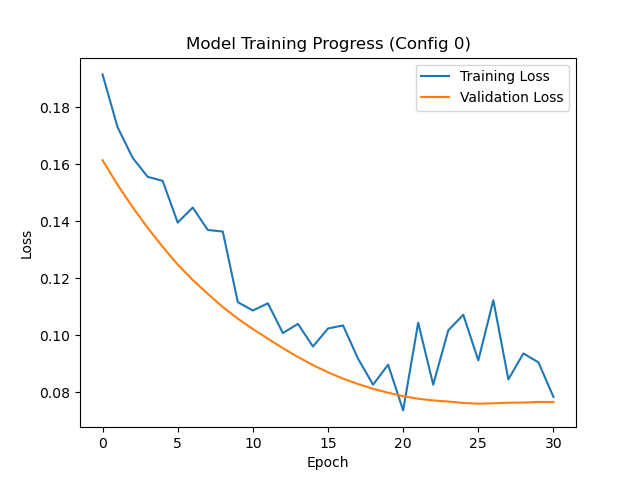 Model Training Progress (Config 0)
Training Loss
Validation Loss
0.18
0.16
0.14
0.12
0.10
0.08
Loss
0
5
10
15
20
25
30
Epoch